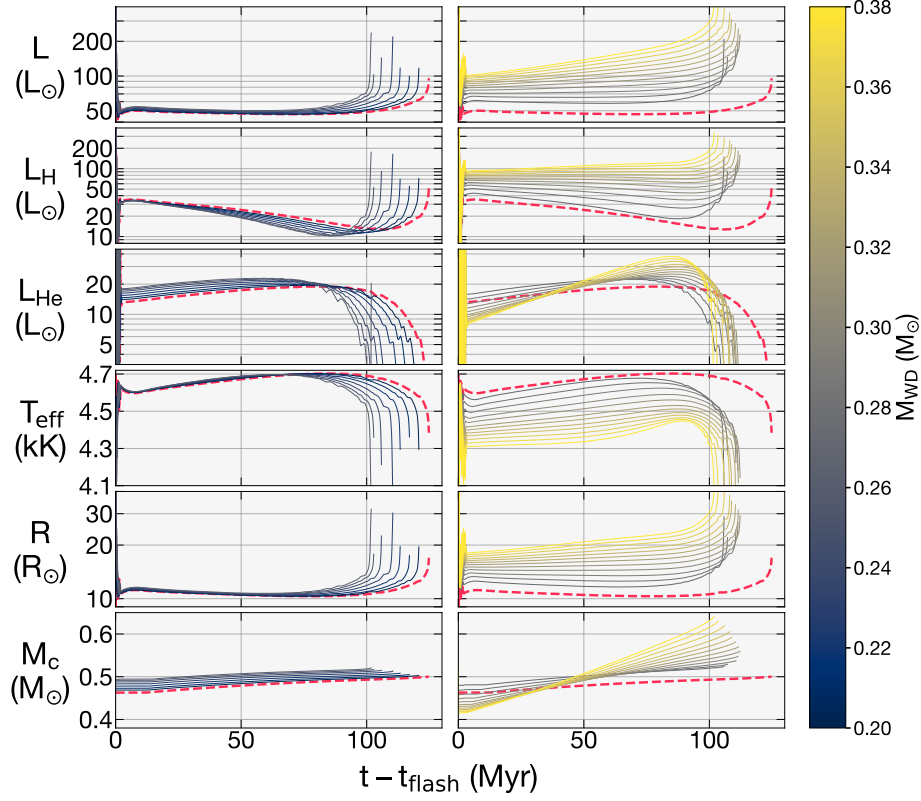 L
(L⊙)
200
100
50
L_H
(L⊙)
200
100
50
20
10
L_He
(L⊙)
20
10
5
T_eff
(kK)
4.7
4.5
4.3
4.1
R
(R⊙)
30
20
10
M_c
(M⊙)
0.6
0.5
0.4
0 50 100 0 50 100
t − t_flash (Myr)
0.38
0.36
0.34
0.32
0.30
0.28
0.26
0.24
0.22
0.20
M_WD (M⊙)